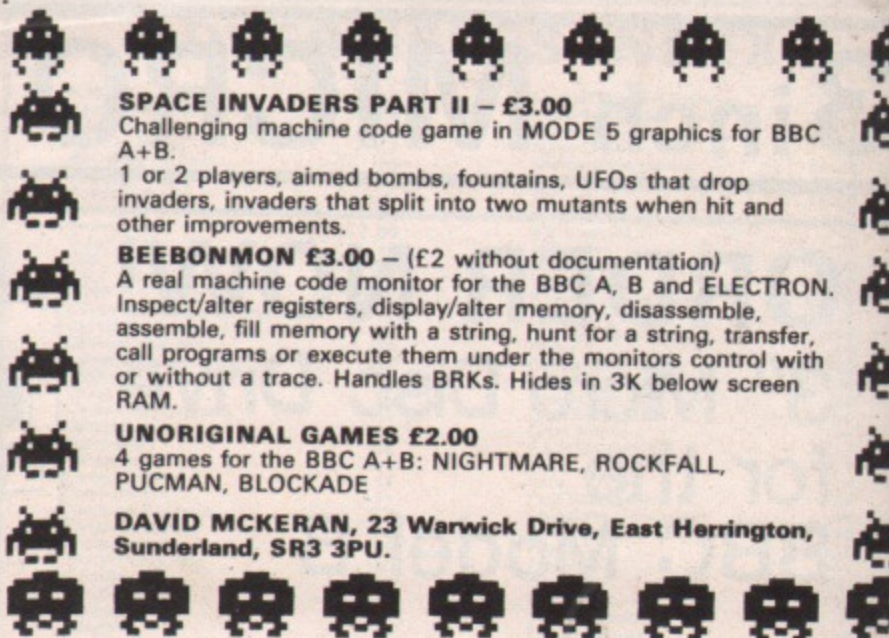 SPACE INVADERS PART II – £3.00
Challenging machine code game in MODE 5 graphics for BBC
A+B.
1 or 2 players, aimed bombs, fountains, UFOs that drop
invaders, invaders that split into two mutants when hit and
other improvements.
BEEBONMON £3.00 – (£2 without documentation)
A real machine code monitor for the BBC A, B and ELECTRON.
Inspect/alter registers, display/alter memory, disassemble,
assemble, fill memory with a string, hunt for a string, transfer,
call programs or execute them under the monitors control with
or without a trace. Handles BRKs. Hides in 3K below screen
RAM.
UNORIGINAL GAMES £2.00
4 games for the BBC A+B: NIGHTMARE, ROCKFALL,
PUCMAN, BLOCKADE
DAVID MCKERAN, 23 Warwick Drive, East Herrington,
Sunderland, SR3 3PU.